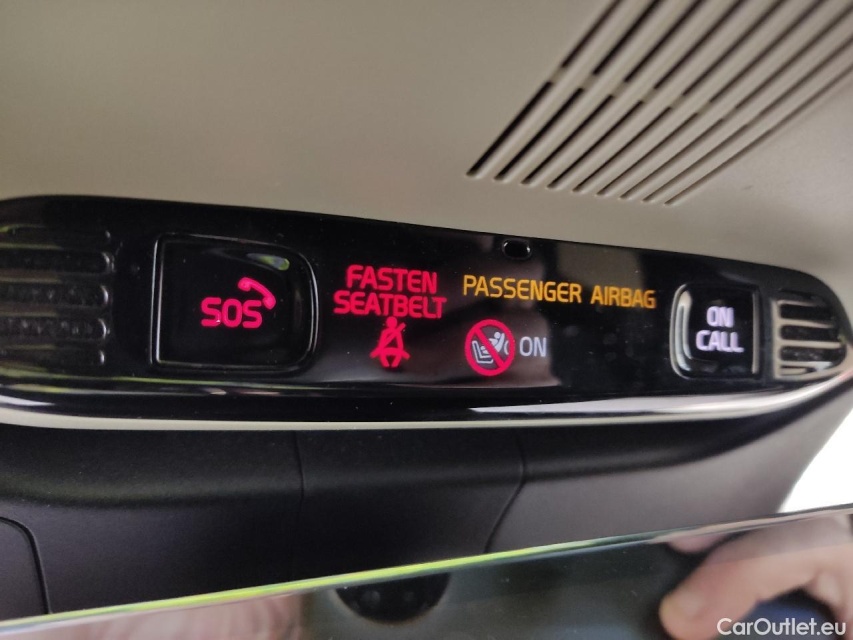 SOS
FASTEN
SEATBELT
PASSENGER AIRBAG
ON
ON
CALL
CarOutlet.eu